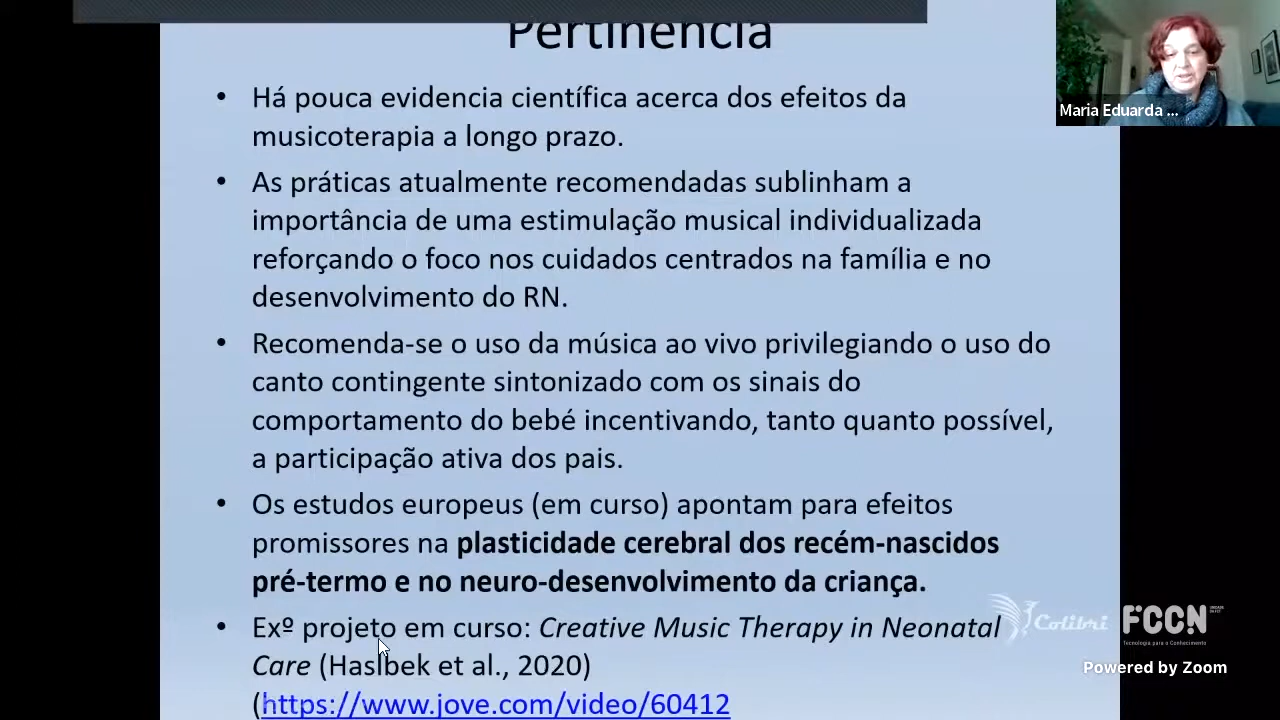 Pertinência
• Há pouca evidencia científica acerca dos efeitos da
musicoterapia a longo prazo.
• As práticas atualmente recomendadas sublinham a
importância de uma estimulação musical individualizada
reforçando o foco nos cuidados centrados na família e no
desenvolvimento do RN.
• Recomenda-se o uso da música ao vivo privilegiando o uso do
canto contingente sintonizado com os sinais do
comportamento do bebé incentivando, tanto quanto possível,
a participação ativa dos pais.
• Os estudos europeus (em curso) apontam para efeitos
promissores na plasticidade cerebral dos recém-nascidos
pré-termo e no neuro-desenvolvimento da criança.
• Exº projeto em curso: Creative Music Therapy in Neonatal
Care (Haslbek et al., 2020)
(https://www.jove.com/video/60412
Maria Eduarda ...
Colibri
FCCN
Tecnologia para o Conhecimento
Powered by Zoom